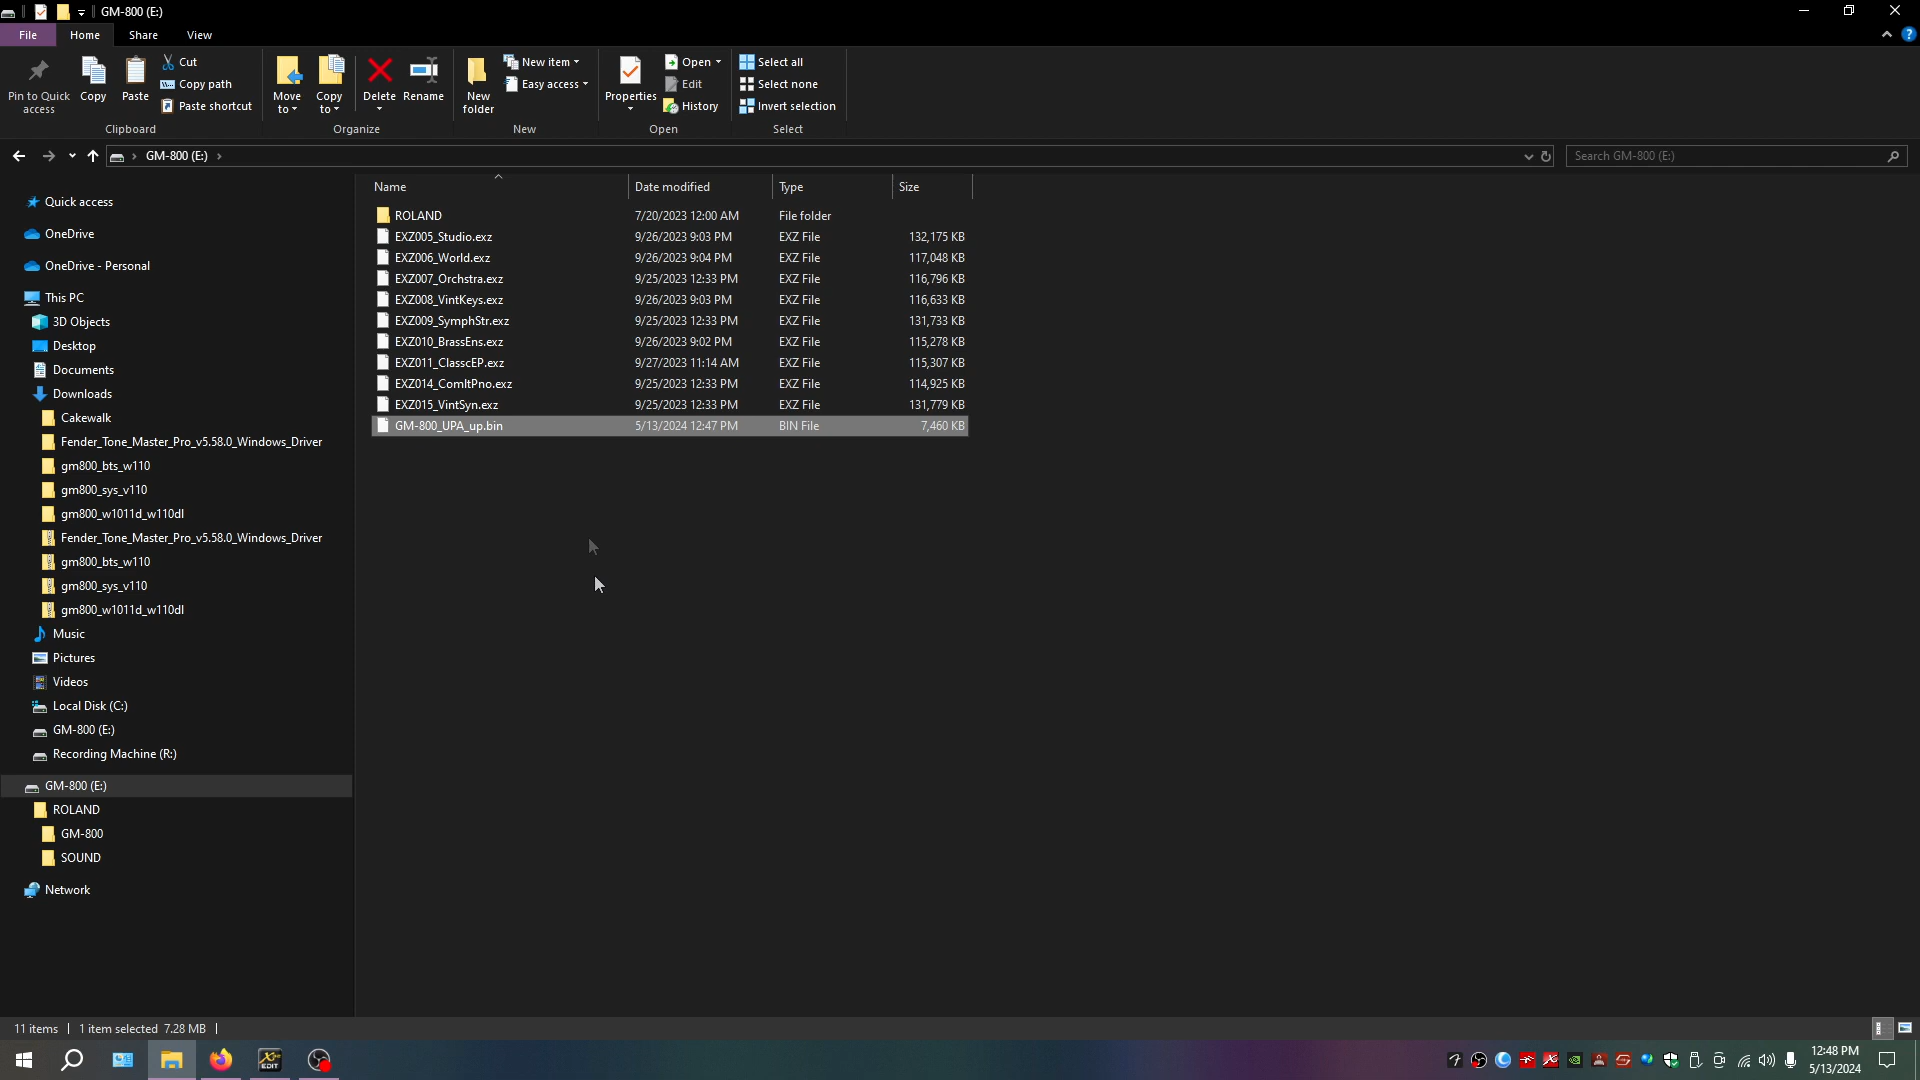 GM-800 (E:)
File Home Share View
Pin to Quick access
Copy
Paste
Cut
Copy path
Paste shortcut
Clipboard
Move to
Copy to
Delete
Rename
Organize
New folder
New item
Easy access
New
Properties
Open
Edit
History
Open
Select all
Select none
Invert selection
Select
GM-800 (E:)
Search GM-800 (E:)
Name Date modified Type Size
ROLAND 7/20/2023 12:00 AM File folder
EXZ005_Studio.exz 9/26/2023 9:03 PM EXZ File 132,175 KB
EXZ006_World.exz 9/26/2023 9:04 PM EXZ File 117,048 KB
EXZ007_Orchstra.exz 9/25/2023 12:33 PM EXZ File 116,796 KB
EXZ008_VintKeys.exz 9/26/2023 9:03 PM EXZ File 116,633 KB
EXZ009_SymphStr.exz 9/25/2023 12:33 PM EXZ File 131,733 KB
EXZ010_BrassEns.exz 9/26/2023 9:02 PM EXZ File 115,278 KB
EXZ011_ClasscEP.exz 9/27/2023 11:14 AM EXZ File 115,307 KB
EXZ014_ComltPno.exz 9/25/2023 12:33 PM EXZ File 114,925 KB
EXZ015_VintSyn.exz 9/25/2023 12:33 PM EXZ File 131,779 KB
GM-800_UPA_up.bin 5/13/2024 12:47 PM BIN File 7,460 KB
Quick access
OneDrive
OneDrive - Personal
This PC
3D Objects
Desktop
Documents
Downloads
Cakewalk
Fender_Tone_Master_Pro_v5.58.0_Windows_Driver
gm800_bts_w110
gm800_sys_v110
gm800_w1011d_w110dl
Fender_Tone_Master_Pro_v5.58.0_Windows_Driver
gm800_bts_w110
gm800_sys_v110
gm800_w1011d_w110dl
Music
Pictures
Videos
Local Disk (C:)
GM-800 (E:)
Recording Machine (R:)
GM-800 (E:)
ROLAND
GM-800
SOUND
Network
11 items 1 item selected 7.28 MB
EDIT
12:48 PM
5/13/2024